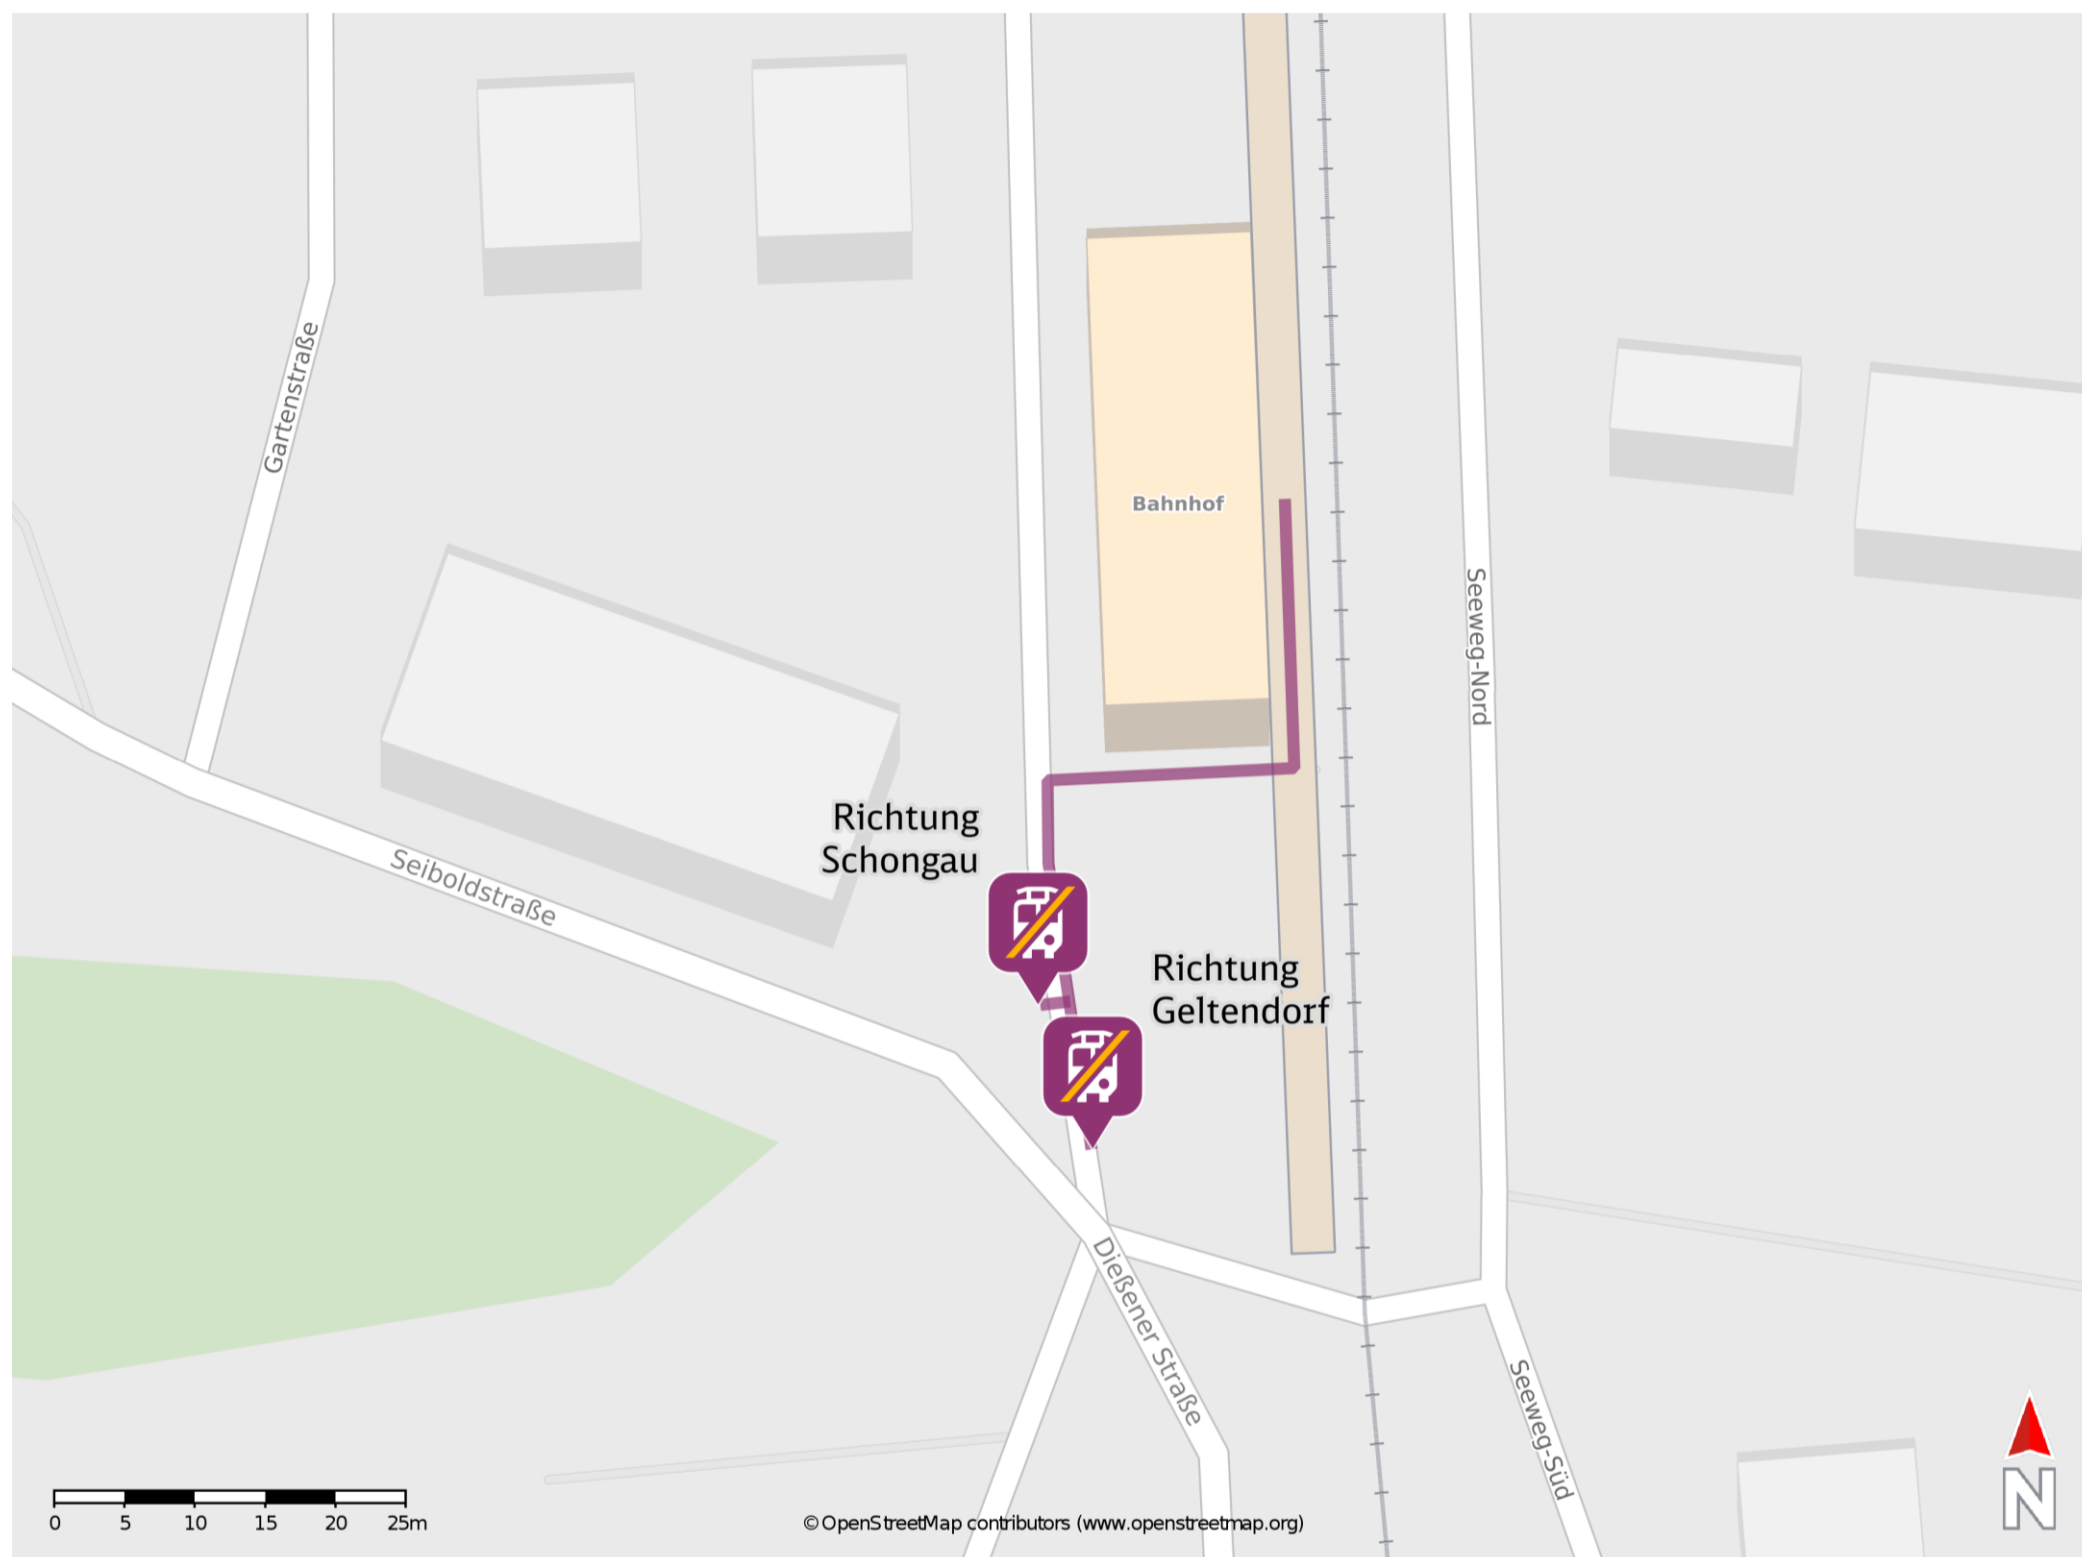 Gartenstraße
Bahnhof
Seeweg-Nord
Richtung
Schongau
Seiboldstraße
Richtung
Geltendorf
Dießener Straße
Seeweg-Süd
N
0 5 10 15 20 25m
© OpenStreetMap contributors (www.openstreetmap.org)